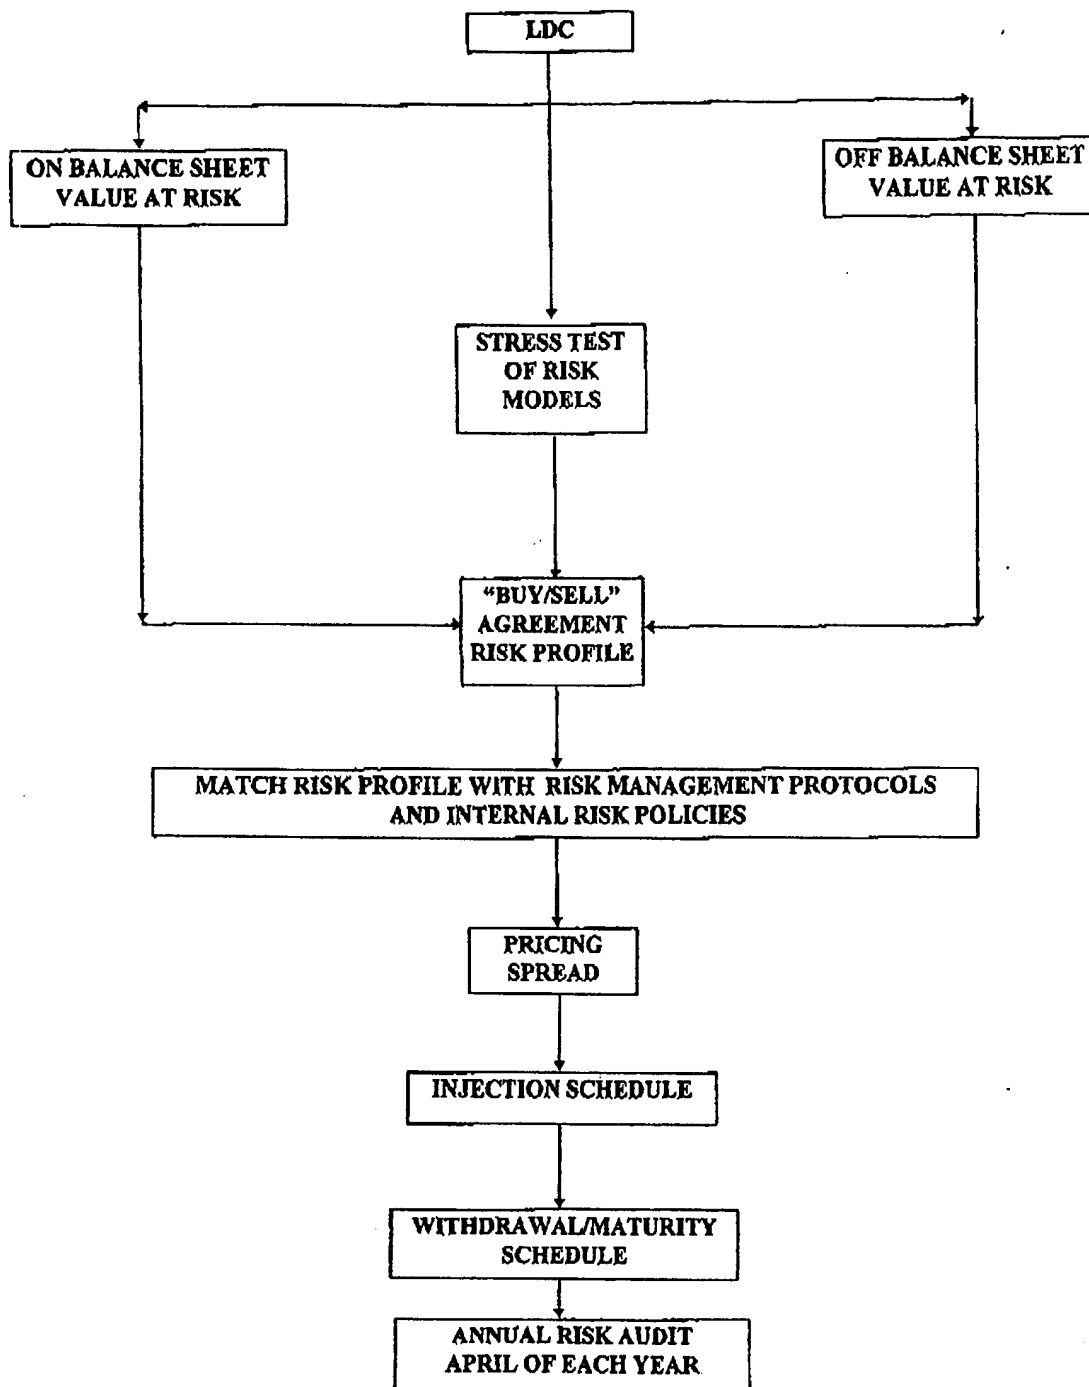 LDC
ON BALANCE SHEET
VALUE AT RISK
OFF BALANCE SHEET
VALUE AT RISK
STRESS TEST
OF RISK
MODELS
“BUY/SELL”
AGREEMENT
RISK PROFILE
MATCH RISK PROFILE WITH RISK MANAGEMENT PROTOCOLS
AND INTERNAL RISK POLICIES
PRICING
SPREAD
INJECTION SCHEDULE
WITHDRAWAL/MATURITY
SCHEDULE
ANNUAL RISK AUDIT
APRIL OF EACH YEAR